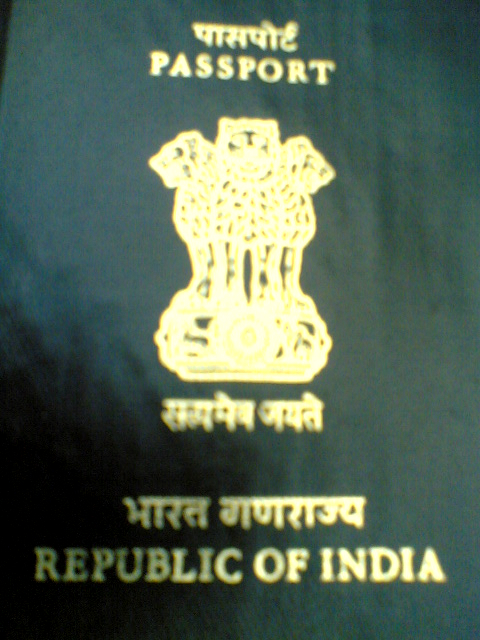 पासपोर्ट
PASSPORT
सत्यमेव जयते
भारत गणराज्य
REPUBLIC OF INDIA